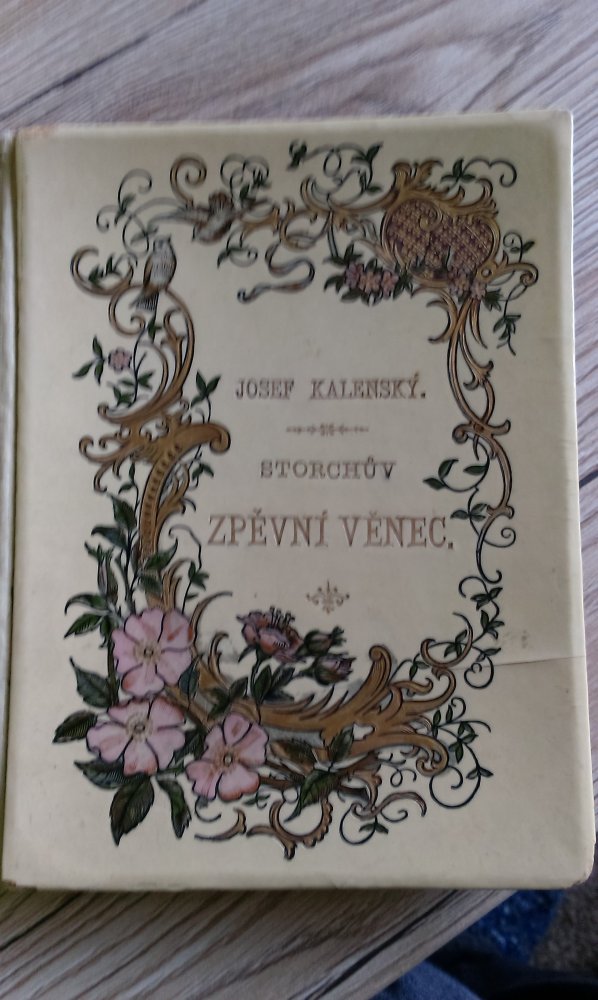 JOSEF KALENSKÝ.
STORCHŮV
ZPĚVNÍ VĚNEC.